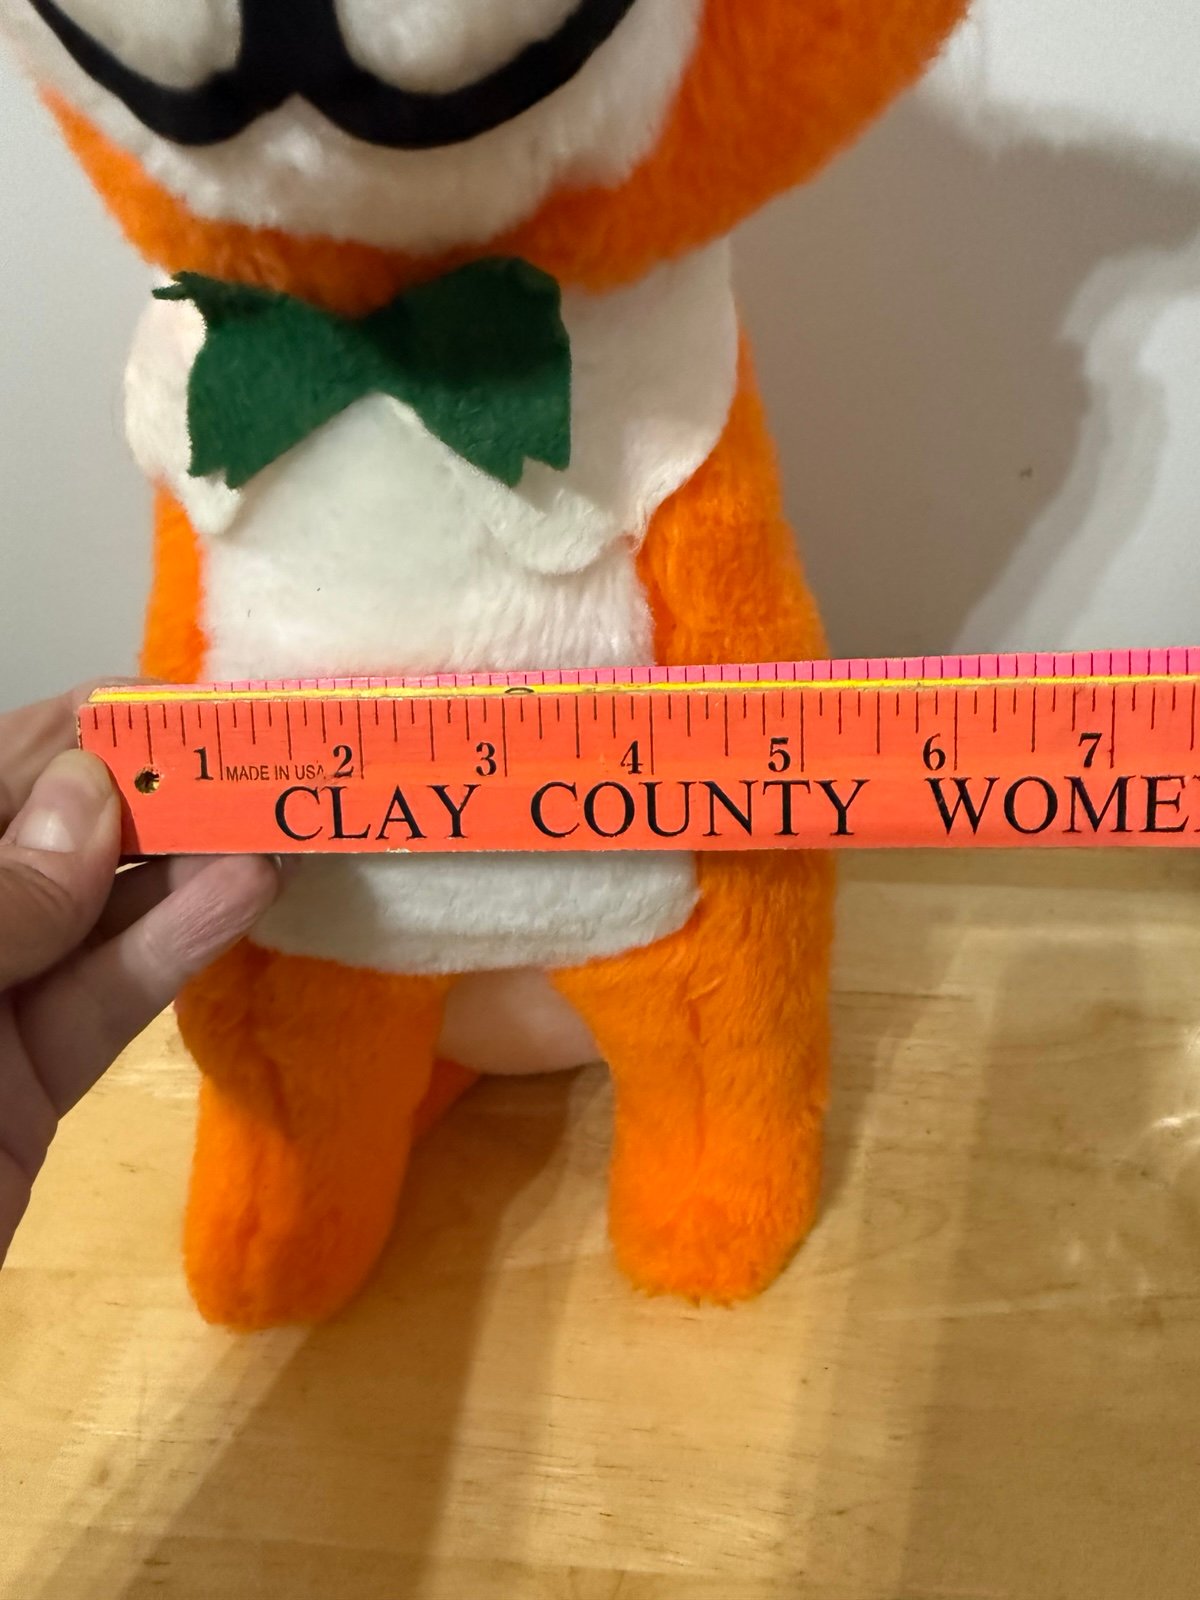 1 2 3 4 5 6 7
MADE IN USA
CLAY COUNTY WOME